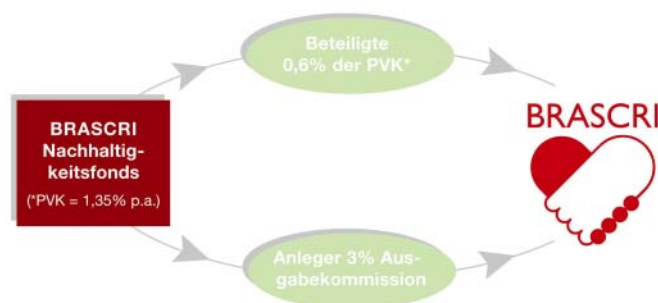 Beteiligte
0,6% der PVK*
BRASCRI
Nachhaltig-
keitsfonds
(*PVK = 1,35% p.a.)
BRASCRI
Anleger 3% Aus-
gabekommission